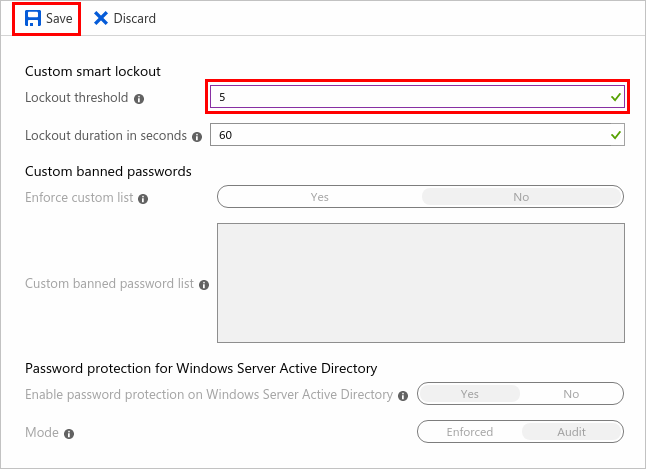 Save Discard
Custom smart lockout
Lockout threshold 5
Lockout duration in seconds 60
Custom banned passwords
Enforce custom list Yes No
Custom banned password list
Password protection for Windows Server Active Directory
Enable password protection on Windows Server Active Directory Yes No
Mode Enforced Audit